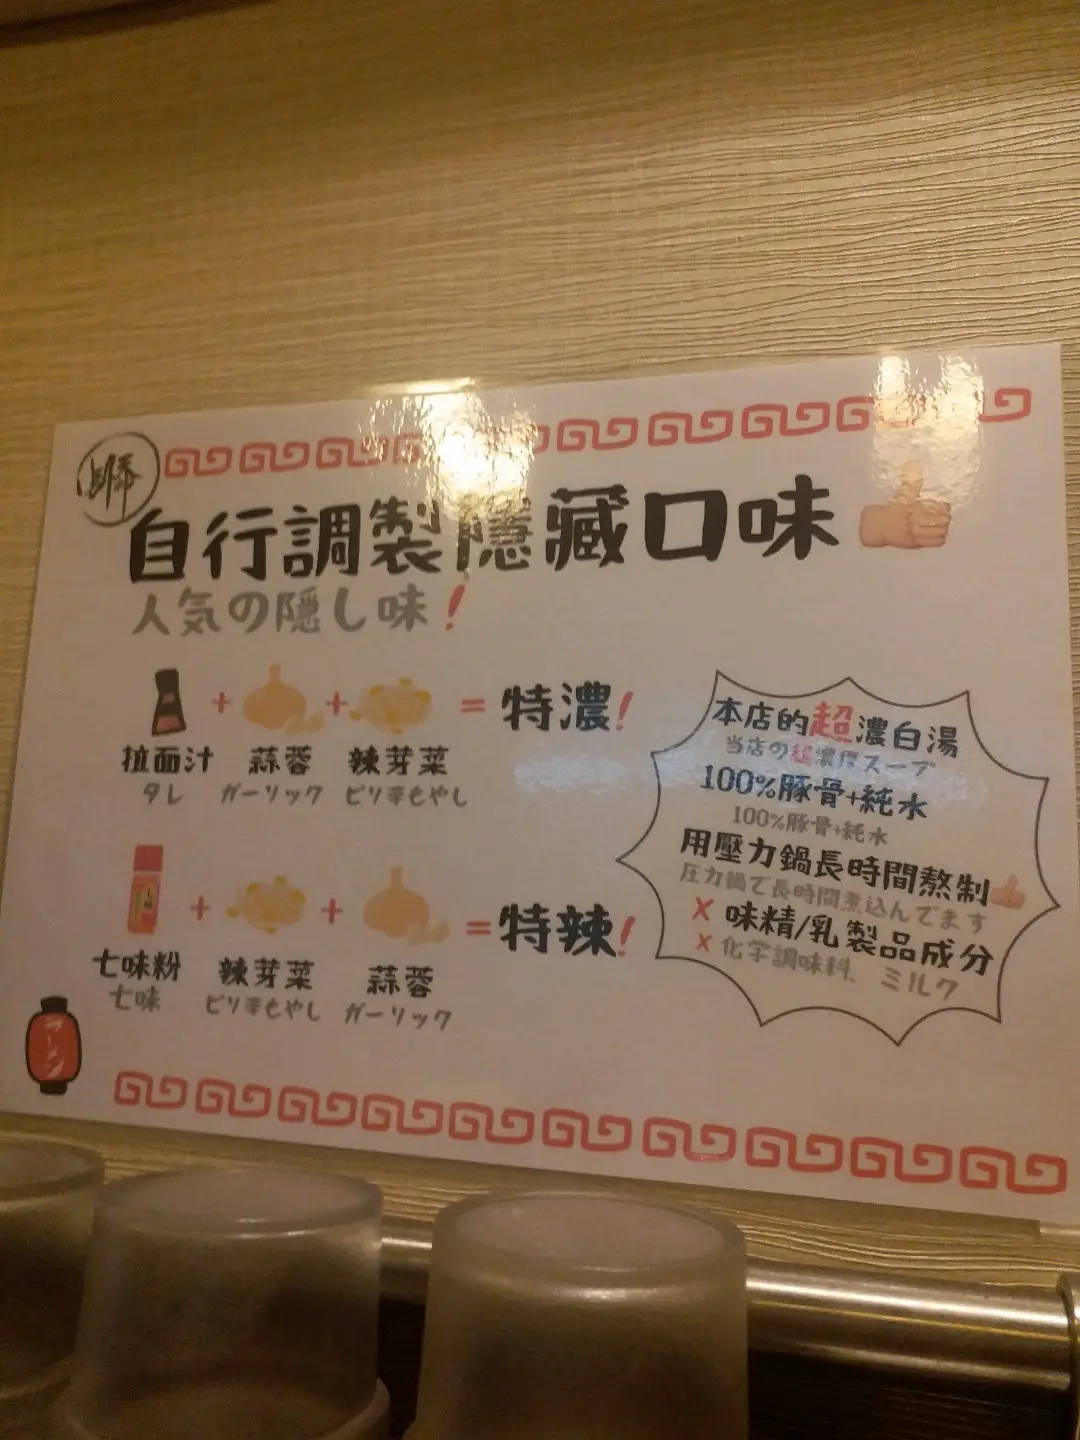 自行調製隱藏口味
人気の隠し味!
+ + = 特濃!
拉面汁 蒜蓉 辣芽菜
タレ ガーリック ピリ辛もやし
+ + = 特辣!
七味粉 辣芽菜 蒜蓉
七味 ピリ辛もやし ガーリック
本店的超濃白湯
当店の超濃厚スープ
100%豚骨+純水
100%豚骨+純水
用壓力鍋長時間熬制
圧力鍋で長時間煮込んでます
X 味精/乳製品成分
X 化学調味料、ミルク
ラーメン